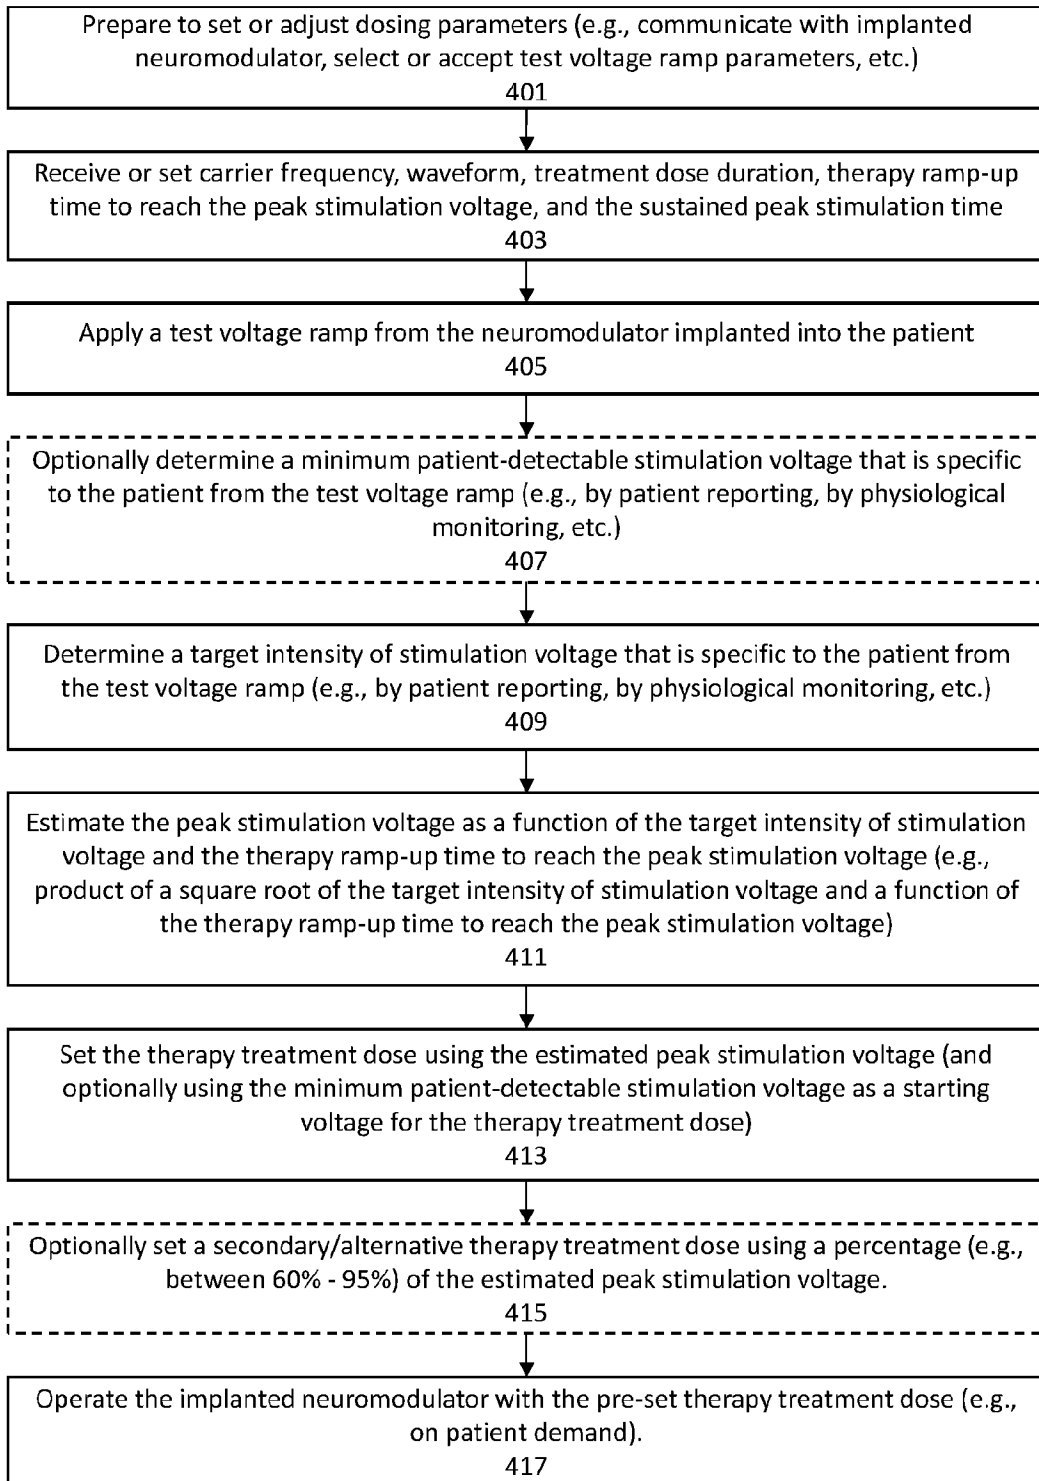 Prepare to set or adjust dosing parameters (e.g., communicate with implanted
neuromodulator, select or accept test voltage ramp parameters, etc.)
401
Receive or set carrier frequency, waveform, treatment dose duration, therapy ramp-up
time to reach the peak stimulation voltage, and the sustained peak stimulation time
403
Apply a test voltage ramp from the neuromodulator implanted into the patient
405
Optionally determine a minimum patient-detectable stimulation voltage that is specific
to the patient from the test voltage ramp (e.g., by patient reporting, by physiological
monitoring, etc.)
407
Determine a target intensity of stimulation voltage that is specific to the patient from
the test voltage ramp (e.g., by patient reporting, by physiological monitoring, etc.)
409
Estimate the peak stimulation voltage as a function of the target intensity of stimulation
voltage and the therapy ramp-up time to reach the peak stimulation voltage (e.g.,
product of a square root of the target intensity of stimulation voltage and a function of
the therapy ramp-up time to reach the peak stimulation voltage)
411
Set the therapy treatment dose using the estimated peak stimulation voltage (and
optionally using the minimum patient-detectable stimulation voltage as a starting
voltage for the therapy treatment dose)
413
Optionally set a secondary/alternative therapy treatment dose using a percentage (e.g.,
between 60% - 95%) of the estimated peak stimulation voltage.
415
Operate the implanted neuromodulator with the pre-set therapy treatment dose (e.g.,
on patient demand).
417